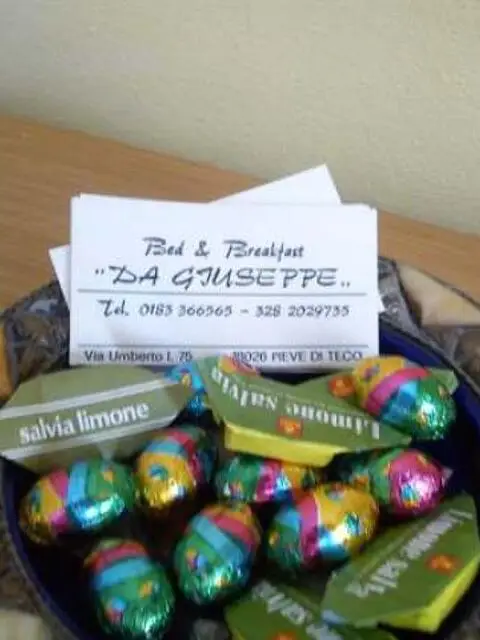 Bed & Breakfast
"DA GIUSEPPE"
Tel. 0183 366565 - 328 2029735
Via Umberto I, 75 18026 PIEVE DI TECO
salvia limone
Limone salvia
Limone salvia